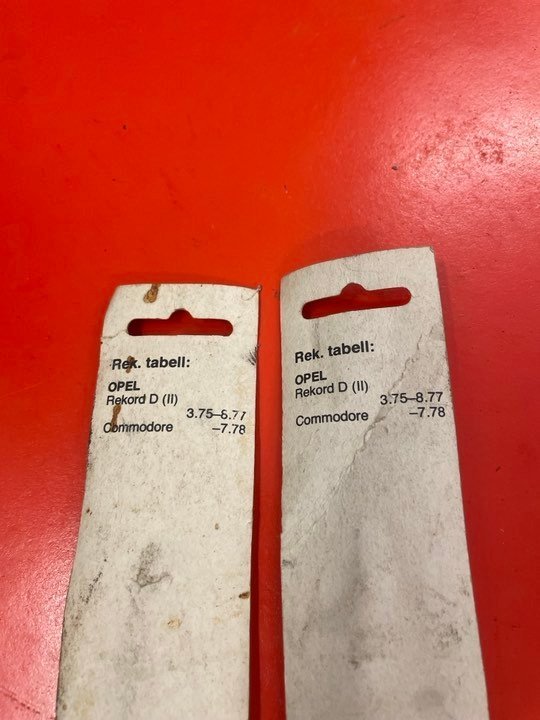 Rek. tabell:
OPEL
Rekord D (II)
3.75–8.77
Commodore –7.78
Rek. tabell:
OPEL
Rekord D (II)
3.75–8.77
Commodore –7.78